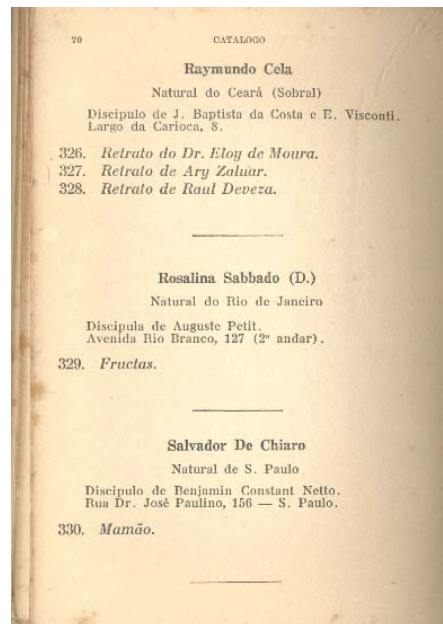 70 CATALOGO
Raymundo Cela
Natural do Ceará (Sobral)
Discipulo de J. Baptista da Costa e E. Visconti.
Largo da Carioca, 8.
326. Retrato do Dr. Eloy de Moura.
327. Retrato de Ary Zaluar.
328. Retrato de Raul Deveza.
Rosalina Sabbado (D.)
Natural do Rio de Janeiro
Discipula de Auguste Petit.
Avenida Rio Branco, 127 (2º andar).
329. Fructas.
Salvador De Chiaro
Natural de S. Paulo
Discipulo de Benjamin Constant Netto.
Rua Dr. José Paulino, 156 — S. Paulo.
330. Mamão.